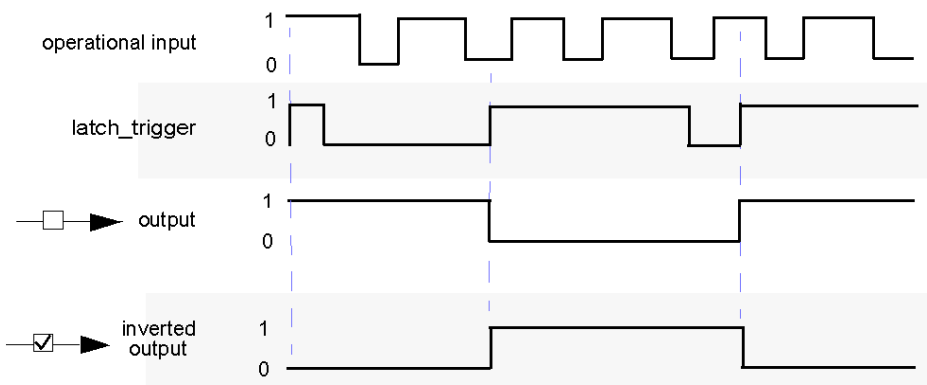 1
operational input
0
1
latch_trigger
0
1
output
0
inverted
output
1
0